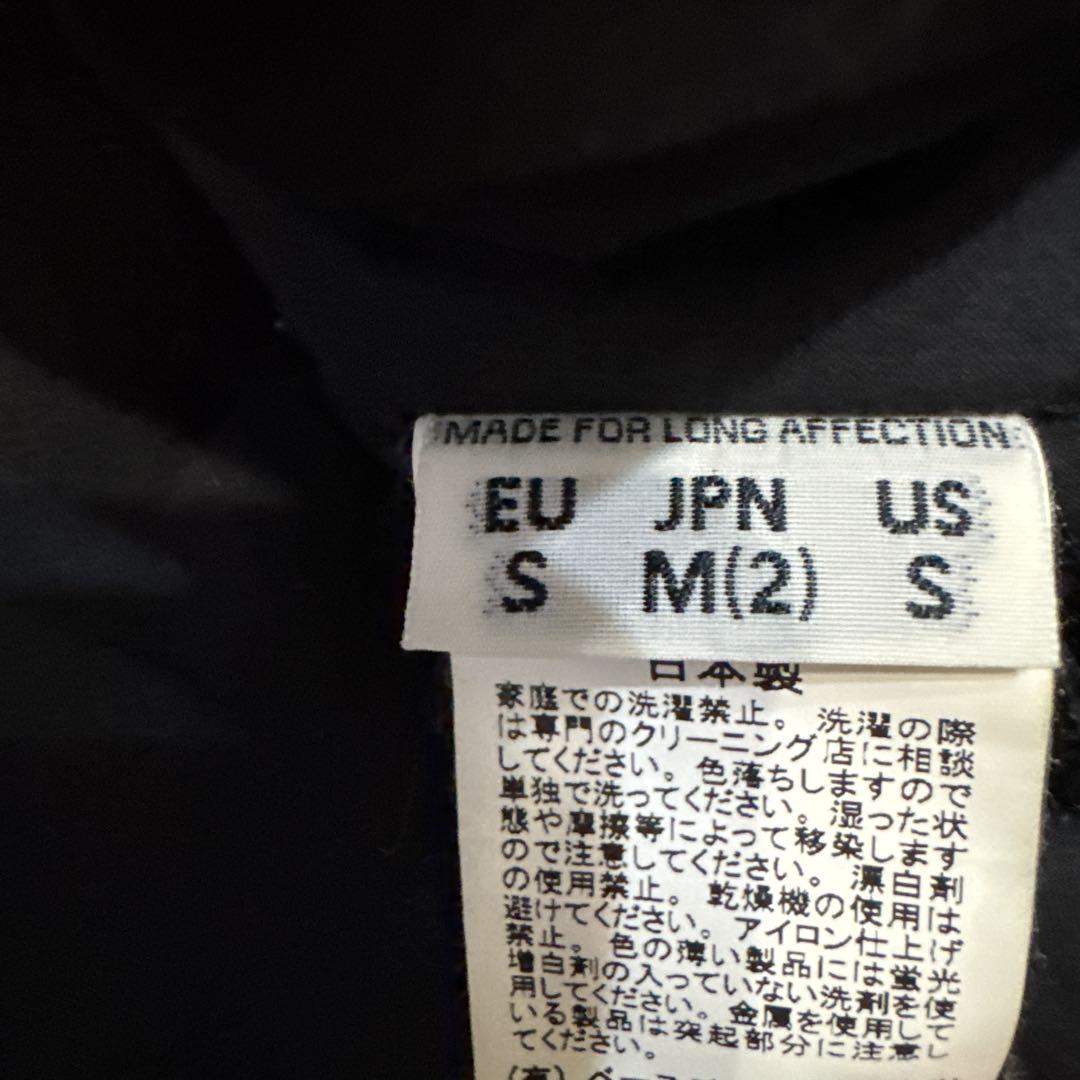 MADE FOR LONG AFFECTION
EU JPN US
S M(2) S
日本製
家庭での洗濯禁止。洗濯の際
は専門のクリーニング店に相談
してください。色落ちしますので
単独で洗ってください。湿った状
態や摩擦等によって移染します
ので注意してください。漂白剤
の使用禁止。乾燥機の使用は
避けてください。アイロン仕上げ
禁止。色の薄い製品には蛍光
増白剤の入っていない洗剤を使
用してください。金属を使用して
いる製品は突起部分に注意し
てください。